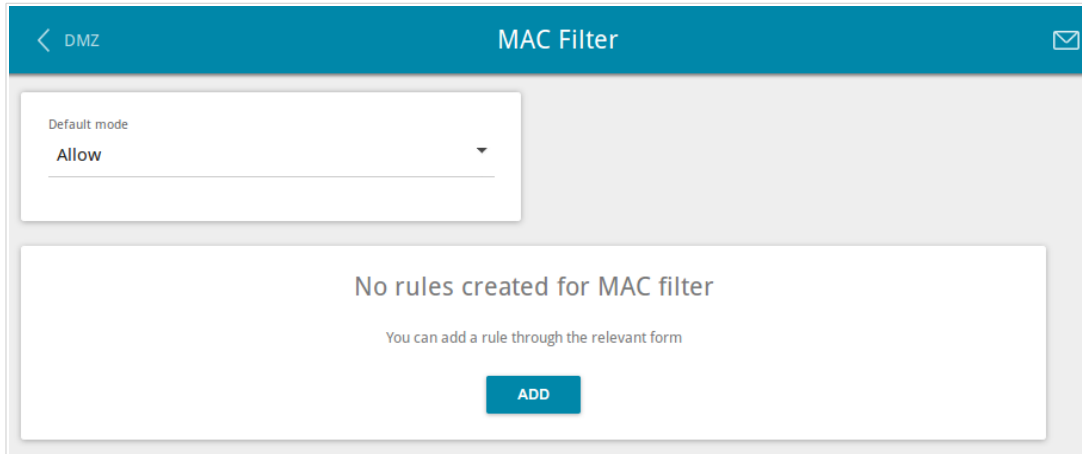 DMZ
MAC Filter
Default mode
Allow
No rules created for MAC filter
You can add a rule through the relevant form
ADD